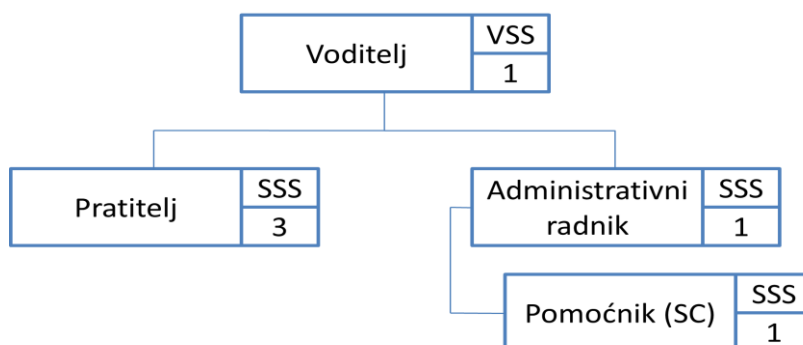 Voditelj
VSS
1
Pratitelj
SSS
3
Administrativni
radnik
SSS
1
Pomoćnik (SC)
SSS
1